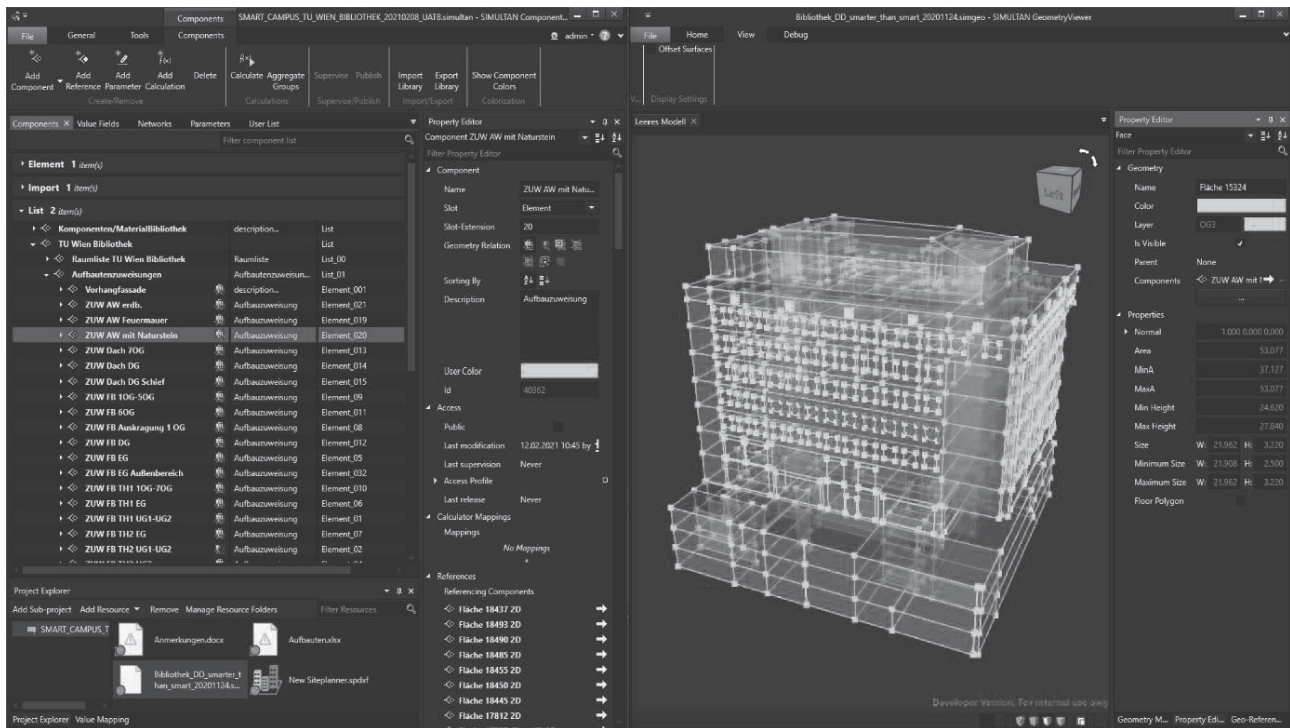 Components
SMART_CAMPUS_TU_WIEN_BIBLIOTHEK_20210208_UATB.simultan - SIMULTAN Component...
File General Tools Components
admin
Add Component
Add Reference
Add Parameter
Add Calculation
Delete
Create/Remove
Calculate
Aggregate Groups
Calculations
Supervise Publish
Supervise/Publish
Import Library
Export Library
Import/Export
Show Component Colors
Colorization
Components Value Fields Networks Parameters User List
Filter component list
Element 1 item(s)
Import 1 item(s)
List 2 item(s)
Komponenten/MaterialBibliothek description... List
TU Wien Bibliothek List
Raumliste TU Wien Bibliothek Raumliste List_00
Aufbautenzuweisungen Aufbautenzuweisun... List_01
Vorhangfassade description... Element_001
ZUW AW erdb. Aufbauzuweisung Element_021
ZUW AW Feuermauer Aufbauzuweisung Element_019
ZUW AW mit Naturstein Aufbauzuweisung Element_020
ZUW Dach 7OG Aufbauzuweisung Element_013
ZUW Dach DG Aufbauzuweisung Element_014
ZUW Dach DG Schief Aufbauzuweisung Element_015
ZUW FB 1OG-5OG Aufbauzuweisung Element_09
ZUW FB 6OG Aufbauzuweisung Element_011
ZUW FB Auskragung 1 OG Aufbauzuweisung Element_08
ZUW FB DG Aufbauzuweisung Element_012
ZUW FB EG Aufbauzuweisung Element_05
ZUW FB EG Außenbereich Aufbauzuweisung Element_032
ZUW FB TH1 1OG-7OG Aufbauzuweisung Element_010
ZUW FB TH1 EG Aufbauzuweisung Element_06
ZUW FB TH1 UG1-UG2 Aufbauzuweisung Element_01
ZUW FB TH2 EG Aufbauzuweisung Element_07
ZUW FB TH2 UG1-UG2 Aufbauzuweisung Element_02
Project Explorer
Add Sub-project Add Resource Remove Manage Resource Folders Filter Resources
SMART_CAMPUS_T
Anmerkungen.docx
Aufbauten.xlsx
Bibliothek_DD_smarter_t
han_smart_20201124.s...
New Siteplanner.spdxf
Project Explorer Value Mapping
Property Editor
Component ZUW AW mit Naturstein
Filter Property Editor
Component
Name ZUW AW mit Natu...
Slot Element
Slot-Extension 20
Geometry Relation
Sorting By
Description Aufbauzuweisung
User Color
Id 40362
Access
Public
Last modification 12.02.2021 10:45 by
Last supervision Never
Access Profile
Last release Never
Calculator Mappings
Mappings
No Mappings
References
Referencing Components
Fläche 18437 2D
Fläche 18493 2D
Fläche 18490 2D
Fläche 18485 2D
Fläche 18455 2D
Fläche 18450 2D
Fläche 18445 2D
Fläche 17812 2D
Bibliothek_DD_smarter_than_smart_20201124.simgeo - SIMULTAN GeometryViewer
File Home View Debug
Offset Surfaces
V... Display Settings
Leeres Modell
Left
Developer Version. For internal use only
Property Editor
Face
Filter Property Editor
Geometry
Name Fläche 15324
Color
Layer OG3
Is Visible
Parent None
Components ZUW AW mit
...
Properties
Normal 1.000 0.000 0.000
Area 53.077
MinA 37.127
MaxA 53.077
Min Height 24.620
Max Height 27.840
Size W: 21.962 H: 3.220
Minimum Size W: 21.908 H: 2.500
Maximum Size W: 21.962 H: 3.220
Floor Polygon
Geometry M... Property Edi... Geo-Referen...